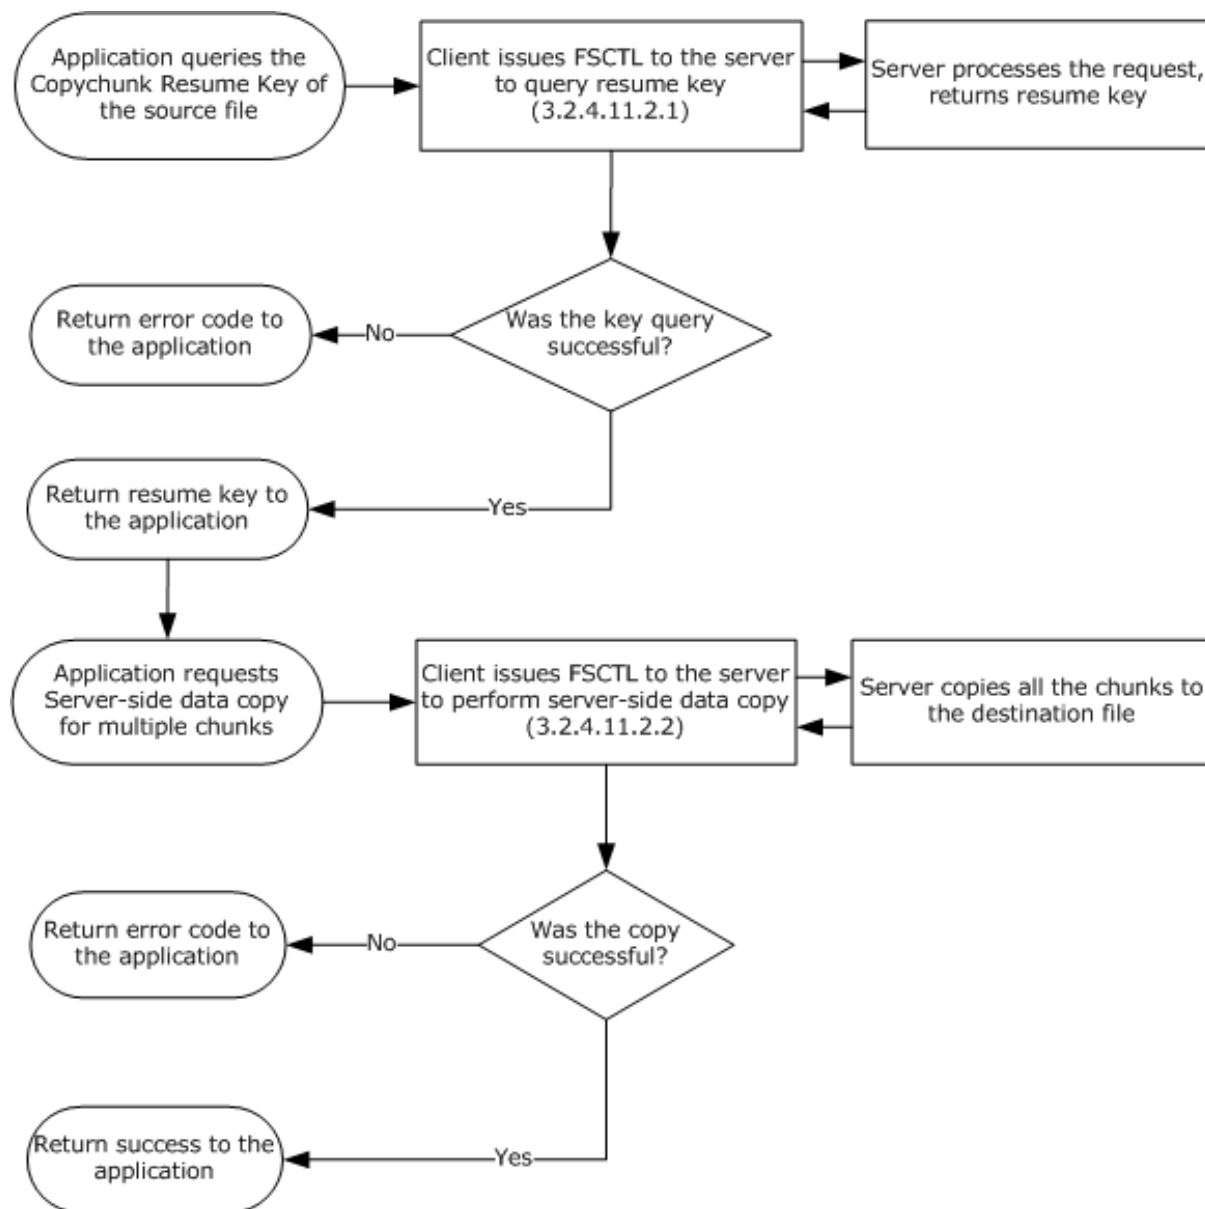 Application queries the
Copychunk Resume Key of
the source file
Client issues FSCTL to the server
to query resume key
(3.2.4.11.2.1)
Server processes the request,
returns resume key
Was the key query
successful?
No
Return error code to
the application
Yes
Return resume key to
the application
Application requests
Server-side data copy
for multiple chunks
Client issues FSCTL to the server
to perform server-side data copy
(3.2.4.11.2.2)
Server copies all the chunks to
the destination file
Was the copy
successful?
No
Return error code to
the application
Yes
Return success to the
application